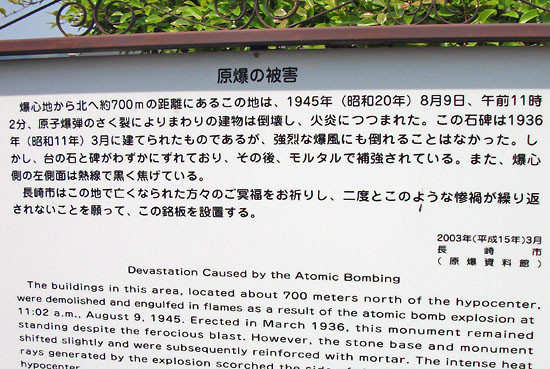 原爆の被害
爆心地から北へ約700mの距離にあるこの地は、1945年（昭和20年）8月9日、午前11時
2分、原子爆弾のさく裂によりまわりの建物は倒壊し、火炎につつまれた。この石碑は1936
年（昭和11年）3月に建てられたものであるが、強烈な爆風にも倒れることはなかった。し
かし、台の石と碑がわずかにずれており、その後、モルタルで補強されている。また、爆心
側の左側面は熱線で黒く焦げている。
長崎市はこの地で亡くなられた方々のご冥福をお祈りし、二度とこのような惨禍が繰り返
されないことを願って、この銘板を設置する。
2003年(平成15年)3月
長崎市
（原爆資料館）
Devastation Caused by the Atomic Bombing
The buildings in this area, located about 700 meters north of the hypocenter,
were demolished and engulfed in flames as a result of the atomic bomb explosion at
11:02 a.m., August 9, 1945. Erected in March 1936, this monument remained
standing despite the ferocious blast. However, the stone base and monument
shifted slightly and were subsequently reinforced with mortar. The intense heat
rays generated by the explosion scorched the side of
hypocenter.